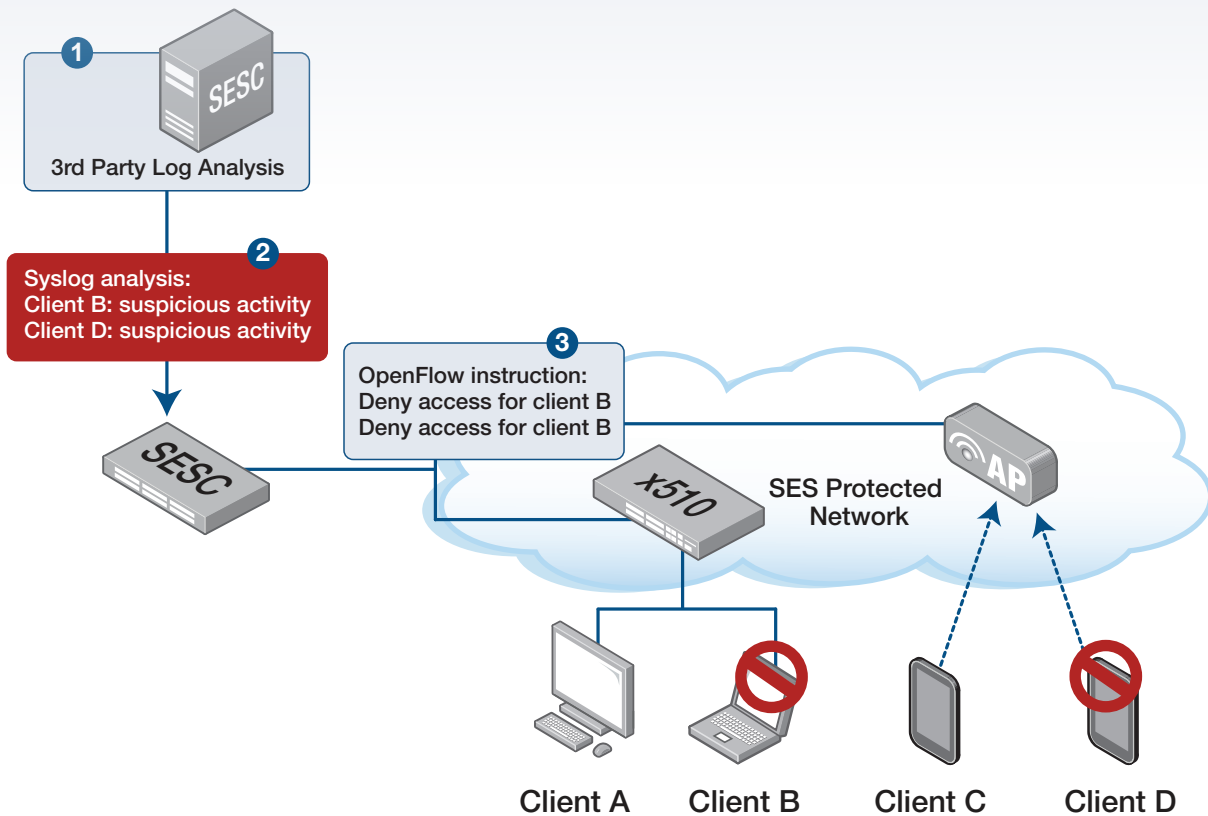 1
SESC
3rd Party Log Analysis
2
Syslog analysis:
Client B: suspicious activity
Client D: suspicious activity
3
OpenFlow instruction:
Deny access for client B
Deny access for client B
SESC
x510
SES Protected
Network
AP
Client A
Client B
Client C
Client D